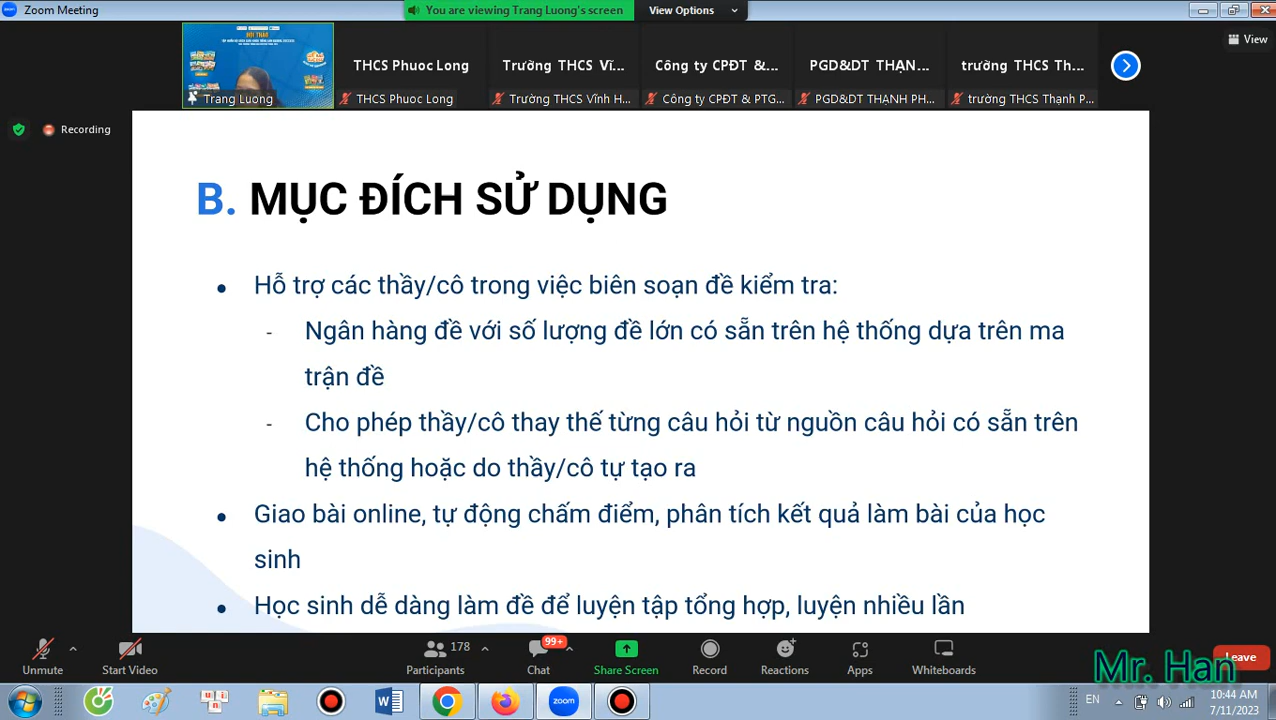 Zoom Meeting
You are viewing Trang Luong's screen
View Options
View
HỘI THẢO
Trang Luong
THCS Phuoc Long
THCS Phuoc Long
Trường THCS Vĩ...
Trường THCS Vĩnh H...
Công ty CPĐT &...
Công ty CPĐT & PTG...
PGD&DT THẠN...
PGD&DT THẠNH PH...
trường THCS Th...
trường THCS Thạnh P...
Recording
B. MỤC ĐÍCH SỬ DỤNG
● Hỗ trợ các thầy/cô trong việc biên soạn đề kiểm tra:
- Ngân hàng đề với số lượng đề lớn có sẵn trên hệ thống dựa trên ma
trận đề
- Cho phép thầy/cô thay thế từng câu hỏi từ nguồn câu hỏi có sẵn trên
hệ thống hoặc do thầy/cô tự tạo ra
● Giao bài online, tự động chấm điểm, phân tích kết quả làm bài của học
sinh
● Học sinh dễ dàng làm đề để luyện tập tổng hợp, luyện nhiều lần
Unmute
Start Video
178
Participants
99+
Chat
Share Screen
Record
Reactions
Apps
Whiteboards
Leave
Mr. Han
EN
10:44 AM
7/11/2023